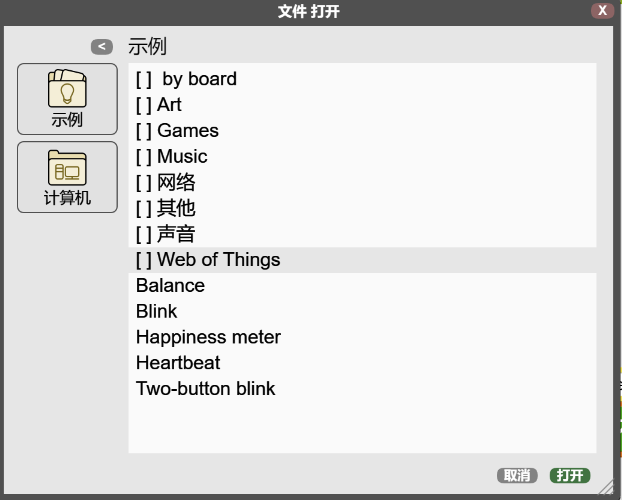 文件 打开
X
<
示例
示例
计算机
[ ]  by board
[ ] Art
[ ] Games
[ ] Music
[ ] 网络
[ ] 其他
[ ] 声音
[ ] Web of Things
Balance
Blink
Happiness meter
Heartbeat
Two-button blink
取消
打开